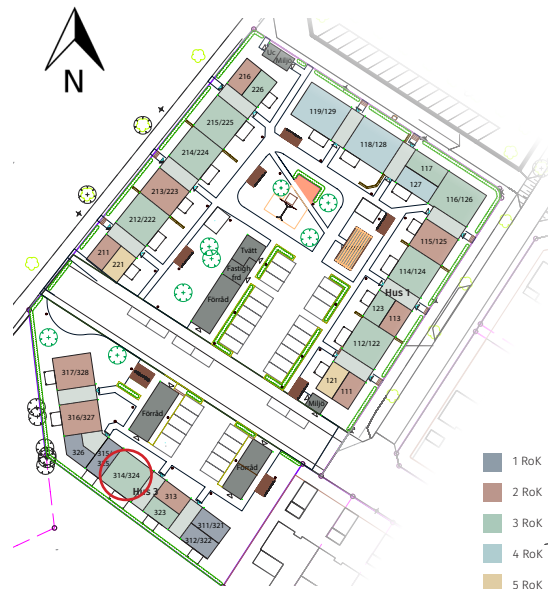 N
Uc
Miljö
216
226
119/129
215/225
118/128
214/224
117
127
213/223
116/126
212/222
115/125
211
221
Tvätt
Fastigh
frd
Förråd
114/124
Hus 1
123
113
112/122
121
111
Miljö
317/328
316/327
Förråd
326
315/
325
314/324
Hus 3
313
323
Förråd
311/321
312/322
1 RoK
2 RoK
3 RoK
4 RoK
5 RoK